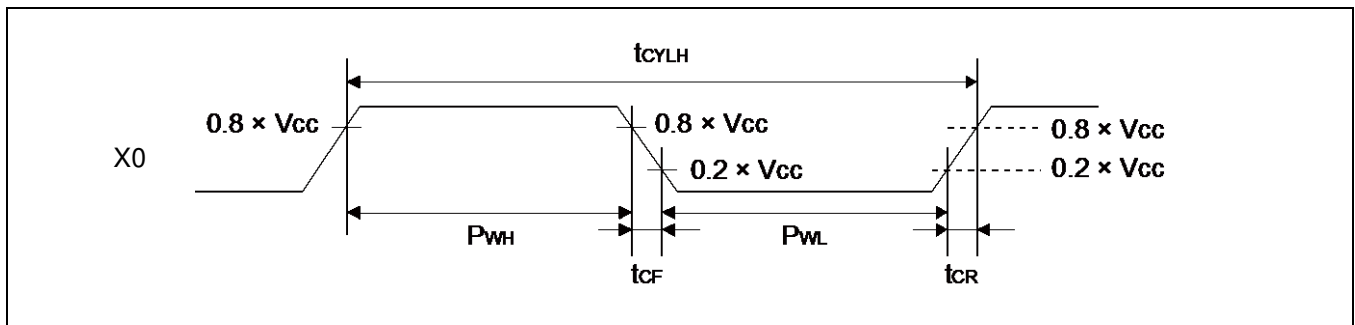 tCYLH
0.8 × Vcc
0.8 × Vcc
0.8 × Vcc
X0
0.2 × Vcc
0.2 × Vcc
PWH
PWL
tCF
tCR